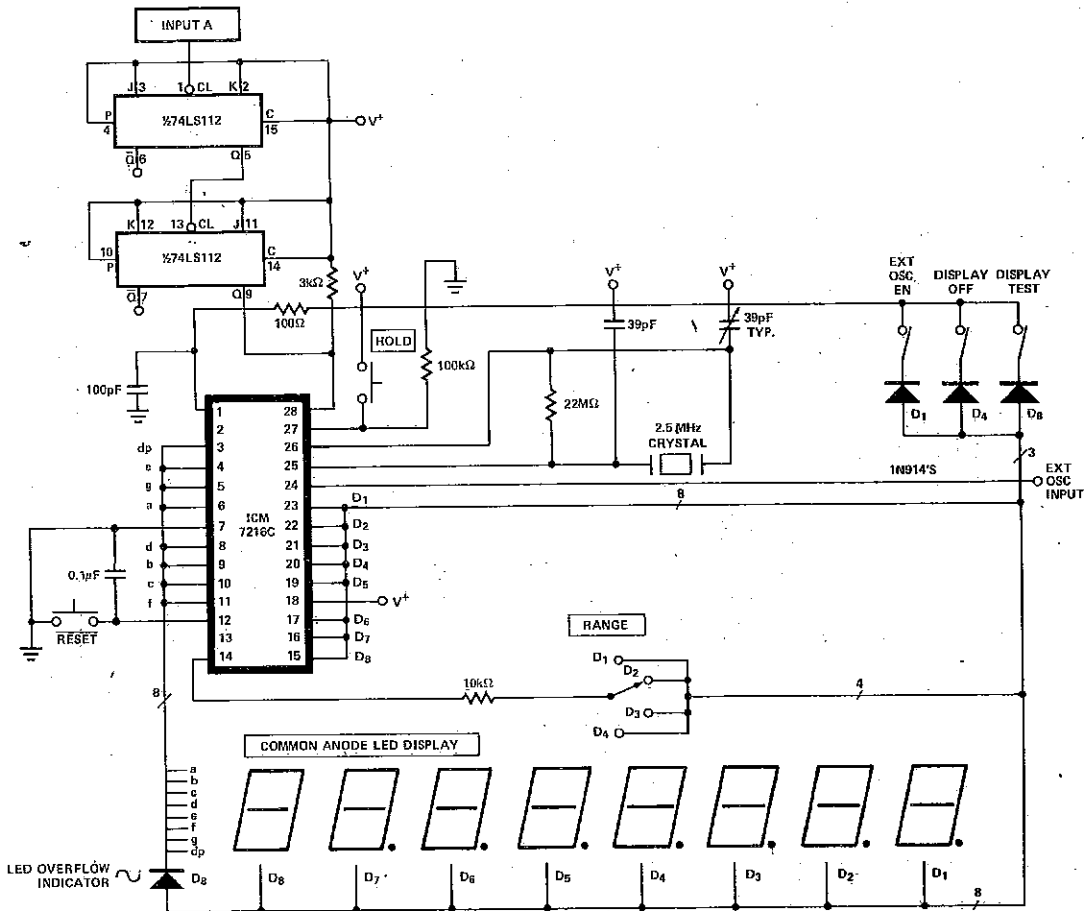 INPUT A
J 3 1 CL K 2
P 4 ½74LS112 C 15
V+
Q̅ 6 Q 5
K 12 13 CL J 11
10 P ½74LS112 C 14
Q̅ 7 Q 9
3kΩ
100Ω
V+
HOLD
100kΩ
V+
39pF
V+
39pF TYP.
EXT OSC EN
DISPLAY OFF
DISPLAY TEST
D1 D4 D8
100pF
22MΩ
2.5 MHz CRYSTAL
1N914'S
3
EXT OSC INPUT
8
ICM 7216C
1 28
2 27
dp 3 26
e 4 25
g 5 24
a 6 23 D1
7 22 D2
d 8 21 D3
b 9 20 D4
c 10 19 D5
f 11 18 V+
12 17 D6
13 16 D7
14 15 D8
0.1µF
RESET
8
10kΩ
RANGE
D1
D2
D3
D4
4
COMMON ANODE LED DISPLAY
a
b
c
d
e
f
g
dp
LED OVERFLOW INDICATOR
D8
D8 D7 D6 D5 D4 D3 D2 D1
8